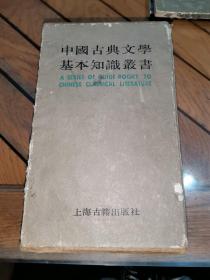 中國古典文學
基本知識叢書
A SERIES OF GUIDE BOOKS TO
CHINESE CLASSICAL LITERATURE
上海古籍出版社